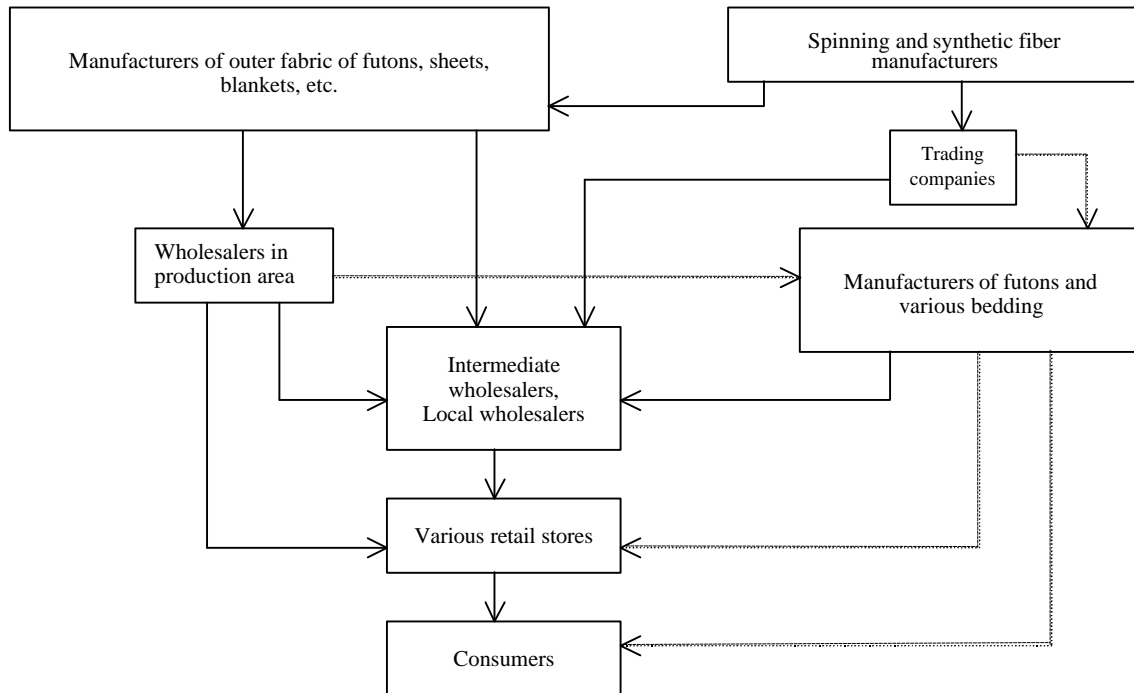 Manufacturers of outer fabric of futons, sheets,
blankets, etc.
Spinning and synthetic fiber
manufacturers
Trading
companies
Wholesalers in
production area
Manufacturers of futons and
various bedding
Intermediate
wholesalers,
Local wholesalers
Various retail stores
Consumers